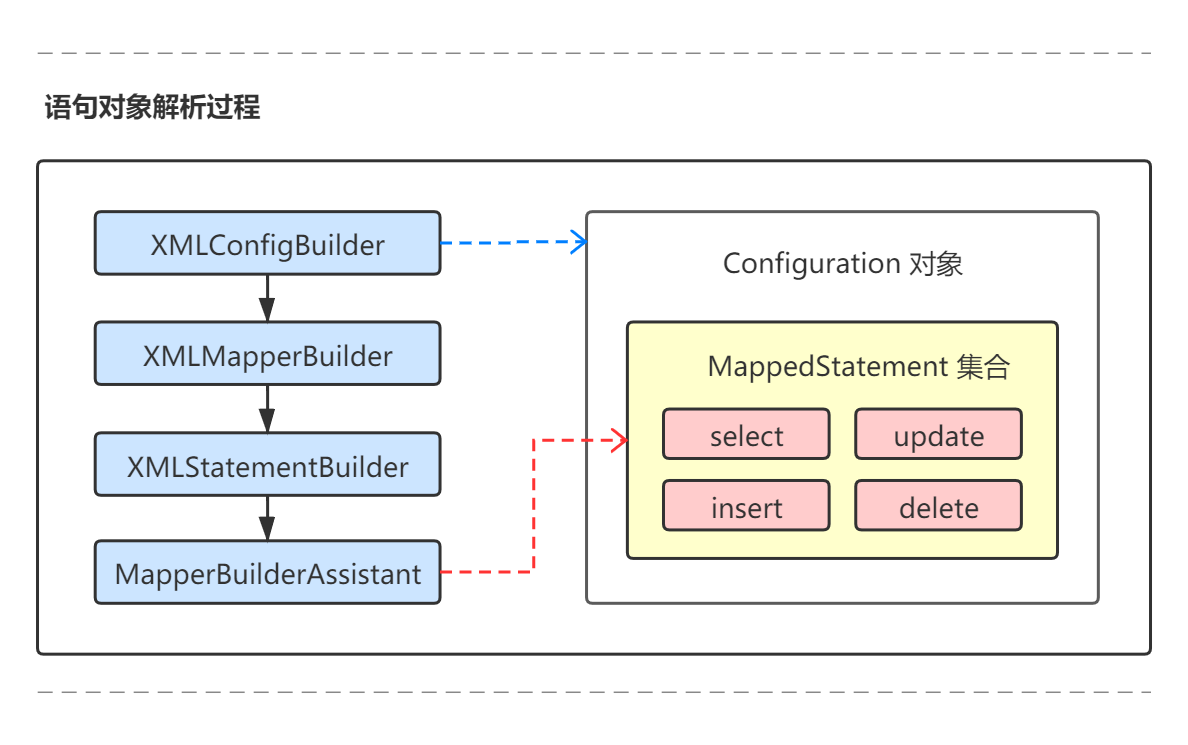 语句对象解析过程
XMLConfigBuilder
XMLMapperBuilder
XMLStatementBuilder
MapperBuilderAssistant
Configuration 对象
MappedStatement 集合
select
update
insert
delete